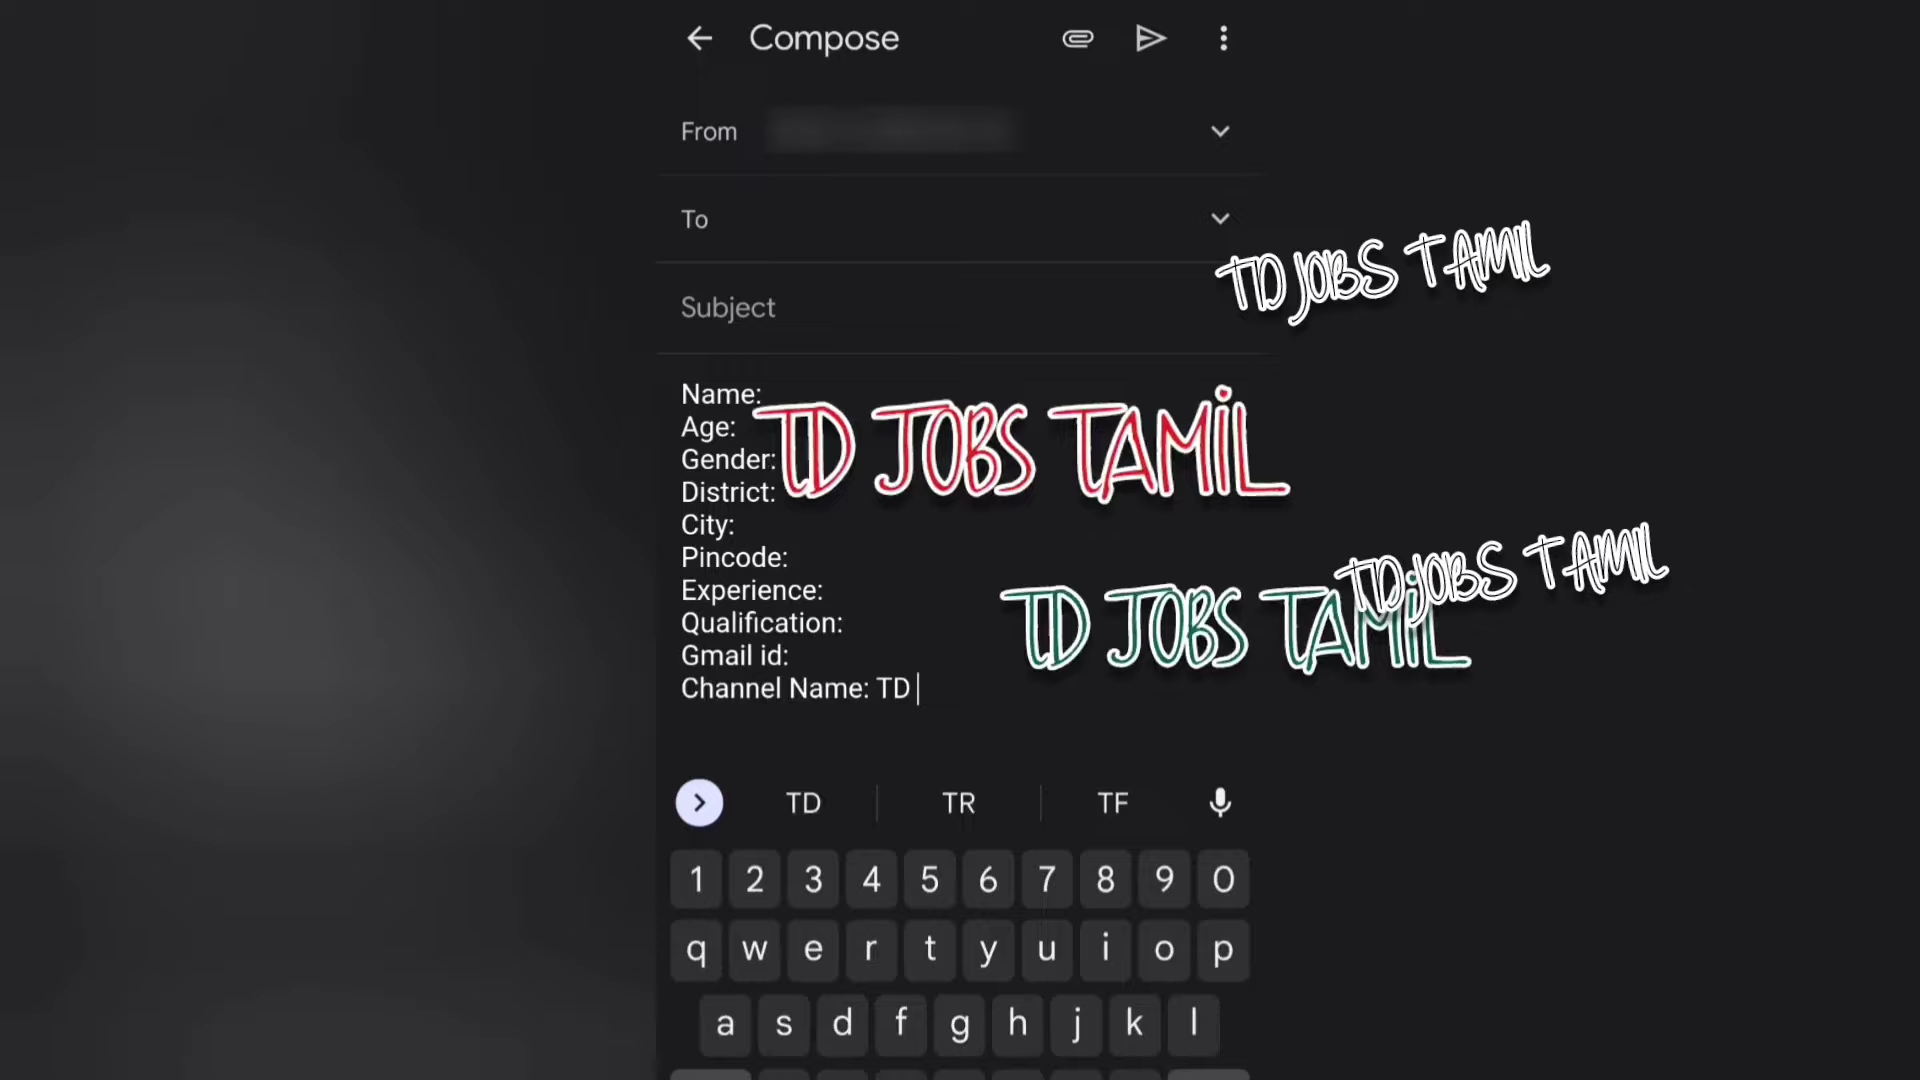 Compose
From
To
TD JOBS TAMIL
Subject
Name:
Age:
TD JOBS TAMIL
Gender:
District:
City:
Pincode:
Experience:
TD JOBS TAMIL
Qualification:
TD JOBS TAMIL
Gmail id:
Channel Name: TD
TD TR TF
1 2 3 4 5 6 7 8 9 0
q w e r t y u i o p
a s d f g h j k l